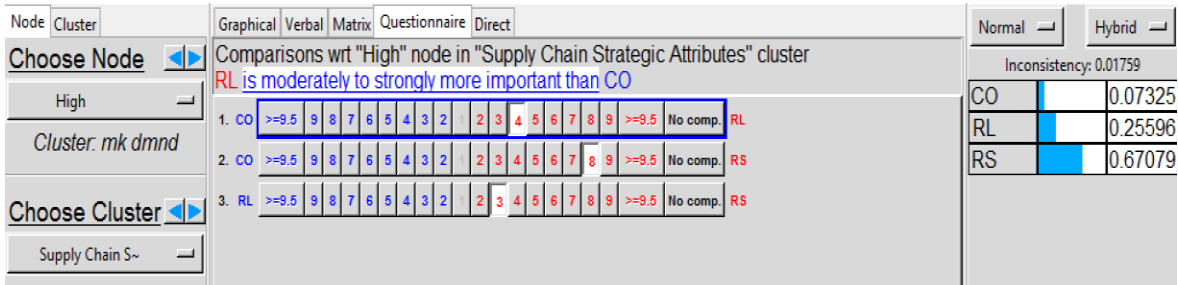 Node Cluster
Choose Node
High
Cluster: mk dmnd
Choose Cluster
Supply Chain S~
Graphical Verbal Matrix Questionnaire Direct
Comparisons wrt "High" node in "Supply Chain Strategic Attributes" cluster
RL is moderately to strongly more important than CO
1. CO >=9.5 9 8 7 6 5 4 3 2 1 2 3 4 5 6 7 8 9 >=9.5 No comp. RL
2. CO >=9.5 9 8 7 6 5 4 3 2 1 2 3 4 5 6 7 8 9 >=9.5 No comp. RS
3. RL >=9.5 9 8 7 6 5 4 3 2 1 2 3 4 5 6 7 8 9 >=9.5 No comp. RS
Normal Hybrid
Inconsistency: 0.01759
CO 0.07325
RL 0.25596
RS 0.67079